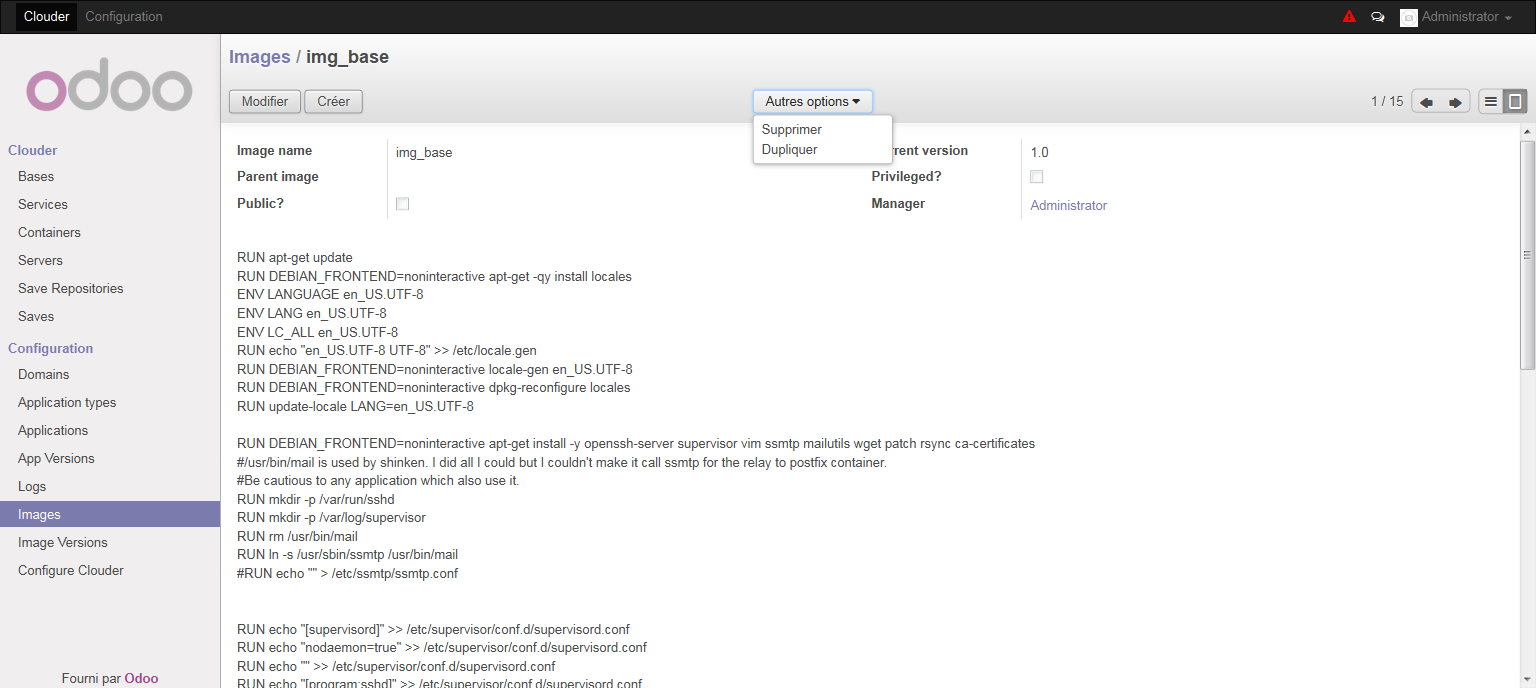 Clouder Configuration Administrator
odoo
Images / img_base
Modifier Créer Autres options 1 / 15
Supprimer
Dupliquer
Clouder
Bases
Services
Containers
Servers
Save Repositories
Saves
Configuration
Domains
Application types
Applications
App Versions
Logs
Images
Image Versions
Configure Clouder
Fourni par Odoo
Image name img_base
Parent image
Public?
rent version 1.0
Privileged?
Manager Administrator
RUN apt-get update
RUN DEBIAN_FRONTEND=noninteractive apt-get -qy install locales
ENV LANGUAGE en_US.UTF-8
ENV LANG en_US.UTF-8
ENV LC_ALL en_US.UTF-8
RUN echo "en_US.UTF-8 UTF-8" >> /etc/locale.gen
RUN DEBIAN_FRONTEND=noninteractive locale-gen en_US.UTF-8
RUN DEBIAN_FRONTEND=noninteractive dpkg-reconfigure locales
RUN update-locale LANG=en_US.UTF-8
RUN DEBIAN_FRONTEND=noninteractive apt-get install -y openssh-server supervisor vim ssmtp mailutils wget patch rsync ca-certificates
#/usr/bin/mail is used by shinken. I did all I could but I couldn't make it call ssmtp for the relay to postfix container.
#Be cautious to any application which also use it.
RUN mkdir -p /var/run/sshd
RUN mkdir -p /var/log/supervisor
RUN rm /usr/bin/mail
RUN ln -s /usr/sbin/ssmtp /usr/bin/mail
#RUN echo "" > /etc/ssmtp/ssmtp.conf
RUN echo "[supervisord]" >> /etc/supervisor/conf.d/supervisord.conf
RUN echo "nodaemon=true" >> /etc/supervisor/conf.d/supervisord.conf
RUN echo "" >> /etc/supervisor/conf.d/supervisord.conf
RUN echo "[program:sshd]" >> /etc/supervisor/conf.d/supervisord.conf